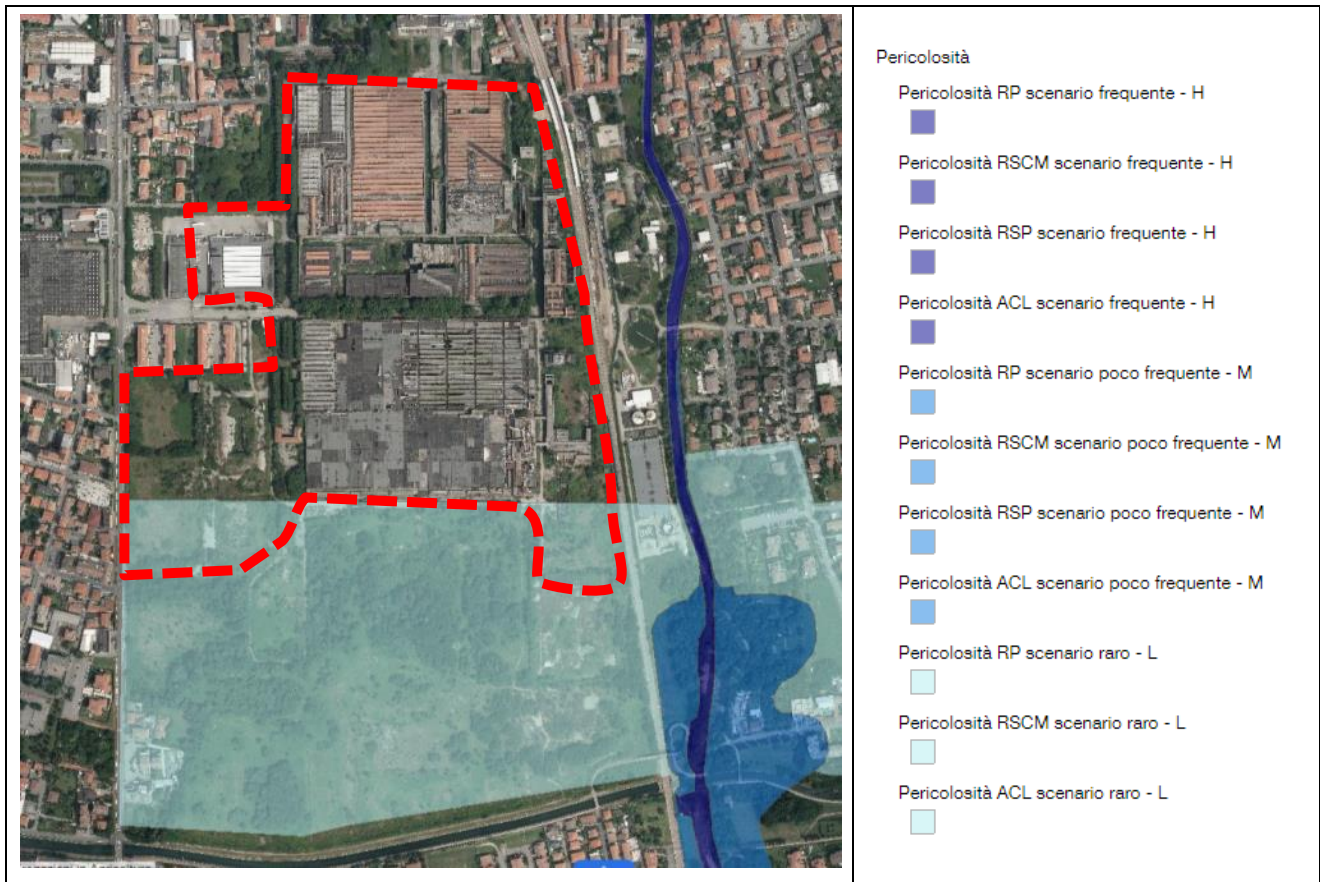 Pericolosità
Pericolosità RP scenario frequente - H
Pericolosità RSCM scenario frequente - H
Pericolosità RSP scenario frequente - H
Pericolosità ACL scenario frequente - H
Pericolosità RP scenario poco frequente - M
Pericolosità RSCM scenario poco frequente - M
Pericolosità RSP scenario poco frequente - M
Pericolosità ACL scenario poco frequente - M
Pericolosità RP scenario raro - L
Pericolosità RSCM scenario raro - L
Pericolosità ACL scenario raro - L